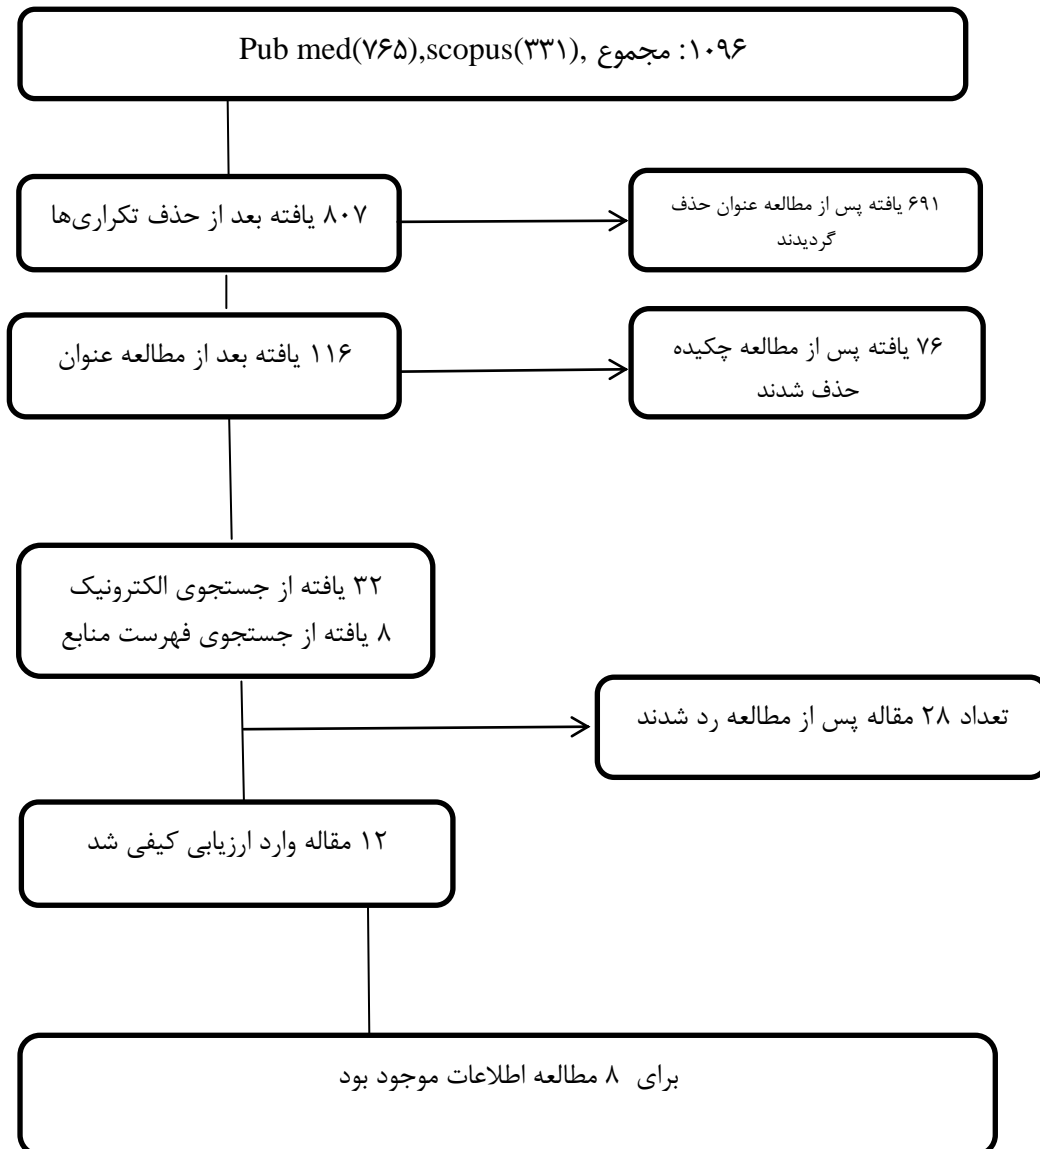 Pub med(۷۶۵),scopus(۳۳۱), مجموع :۱۰۹۶
۸۰۷ یافته بعد از حذف تکراری‌ها
۶۹۱ یافته پس از مطالعه عنوان حذف
گردیدند
۱۱۶ یافته بعد از مطالعه عنوان
۷۶ یافته پس از مطالعه چکیده
حذف شدند
۳۲ یافته از جستجوی الکترونیک
۸ یافته از جستجوی فهرست منابع
تعداد ۲۸ مقاله پس از مطالعه رد شدند
۱۲ مقاله وارد ارزیابی کیفی شد
برای ۸ مطالعه اطلاعات موجود بود